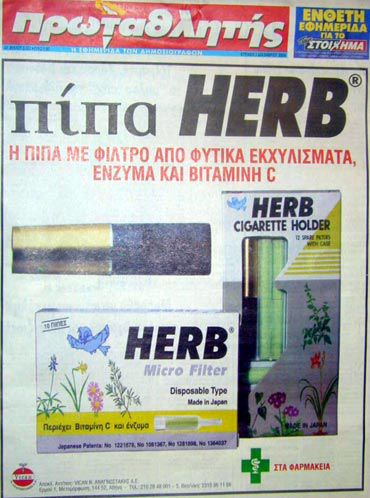 πρωταθλητής
Η ΕΦΗΜΕΡΙΔΑ ΤΩΝ ΔΗΜΟΣΙΟΓΡΑΦΩΝ
ΕΝΘΕΤΗ
ΕΦΗΜΕΡΙΔΑ
ΓΙΑ ΤΟ
ΣΤΟΙΧΗΜΑ
πίπα HERB®
Η ΠΙΠΑ ΜΕ ΦΙΛΤΡΟ ΑΠΟ ΦΥΤΙΚΑ ΕΚΧΥΛΙΣΜΑΤΑ,
ΕΝΖΥΜΑ ΚΑΙ ΒΙΤΑΜΙΝΗ C
HERB
CIGARETTE HOLDER
12 SPARE FILTERS
WITH CASE
MADE IN JAPAN
10 ΠΙΠΕΣ
HERB®
Micro Filter
Disposable Type
Made in Japan
Περιέχει Βιταμίνη C και ένζυμα
Japanese Patents: No 1221678, No 1081367, No 1281898, No 1364037
Vican
ΣΤΑ ΦΑΡΜΑΚΕΙΑ